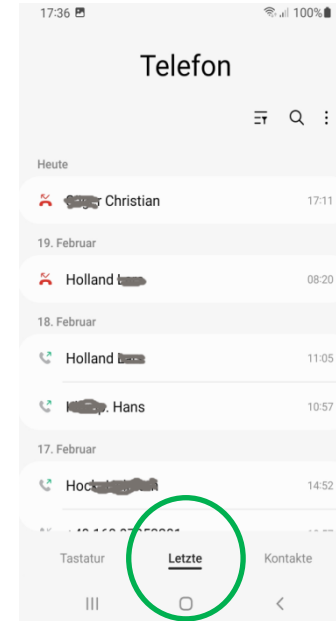 17:36 100%
Telefon
Heute
Christian 17:11
19. Februar
Holland 08:20
18. Februar
Holland 11:05
Hans 10:57
17. Februar
14:52
Tastatur Letzte Kontakte